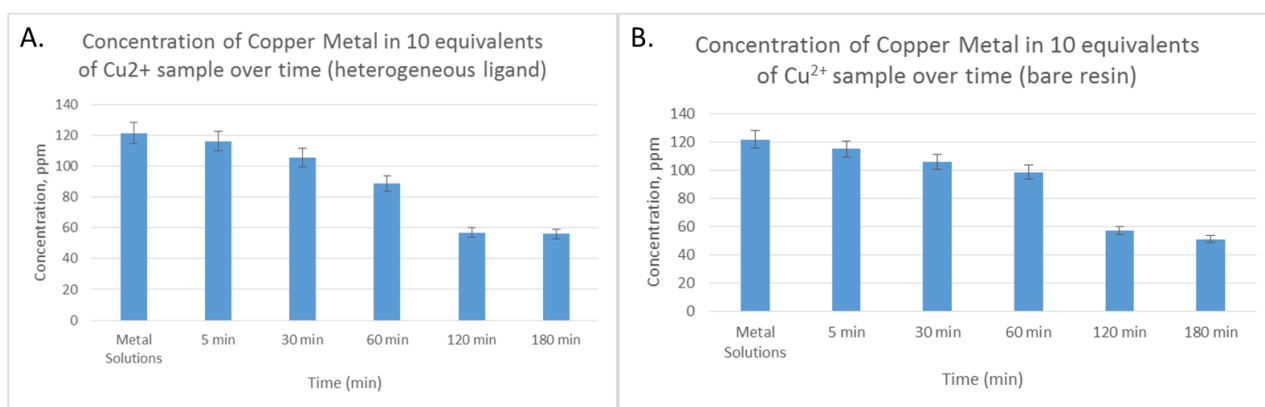 A.
Concentration of Copper Metal in 10 equivalents
of Cu2+ sample over time (heterogeneous ligand)
Concentration, ppm
140
120
100
80
60
40
20
0
Metal
Solutions
5 min
30 min
60 min
120 min
180 min
Time (min)
B.
Concentration of Copper Metal in 10 equivalents
of Cu²⁺ sample over time (bare resin)
Concentration, ppm
140
120
100
80
60
40
20
0
Metal
Solutions
5 min
30 min
60 min
120 min
180 min
Time (min)